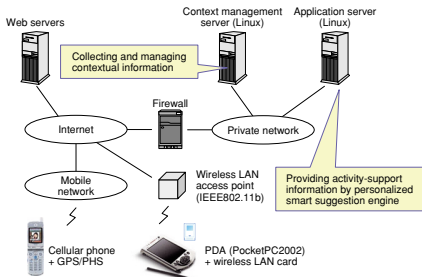 Web servers
Context management
server (Linux)
Application server
(Linux)
Collecting and managing
contextual information
Firewall
Internet
Private network
Mobile
network
Wireless LAN
access point
(IEEE802.11b)
Providing activity-support
information by personalized
smart suggestion engine
Cellular phone
+ GPS/PHS
PDA (PocketPC2002)
+ wireless LAN card